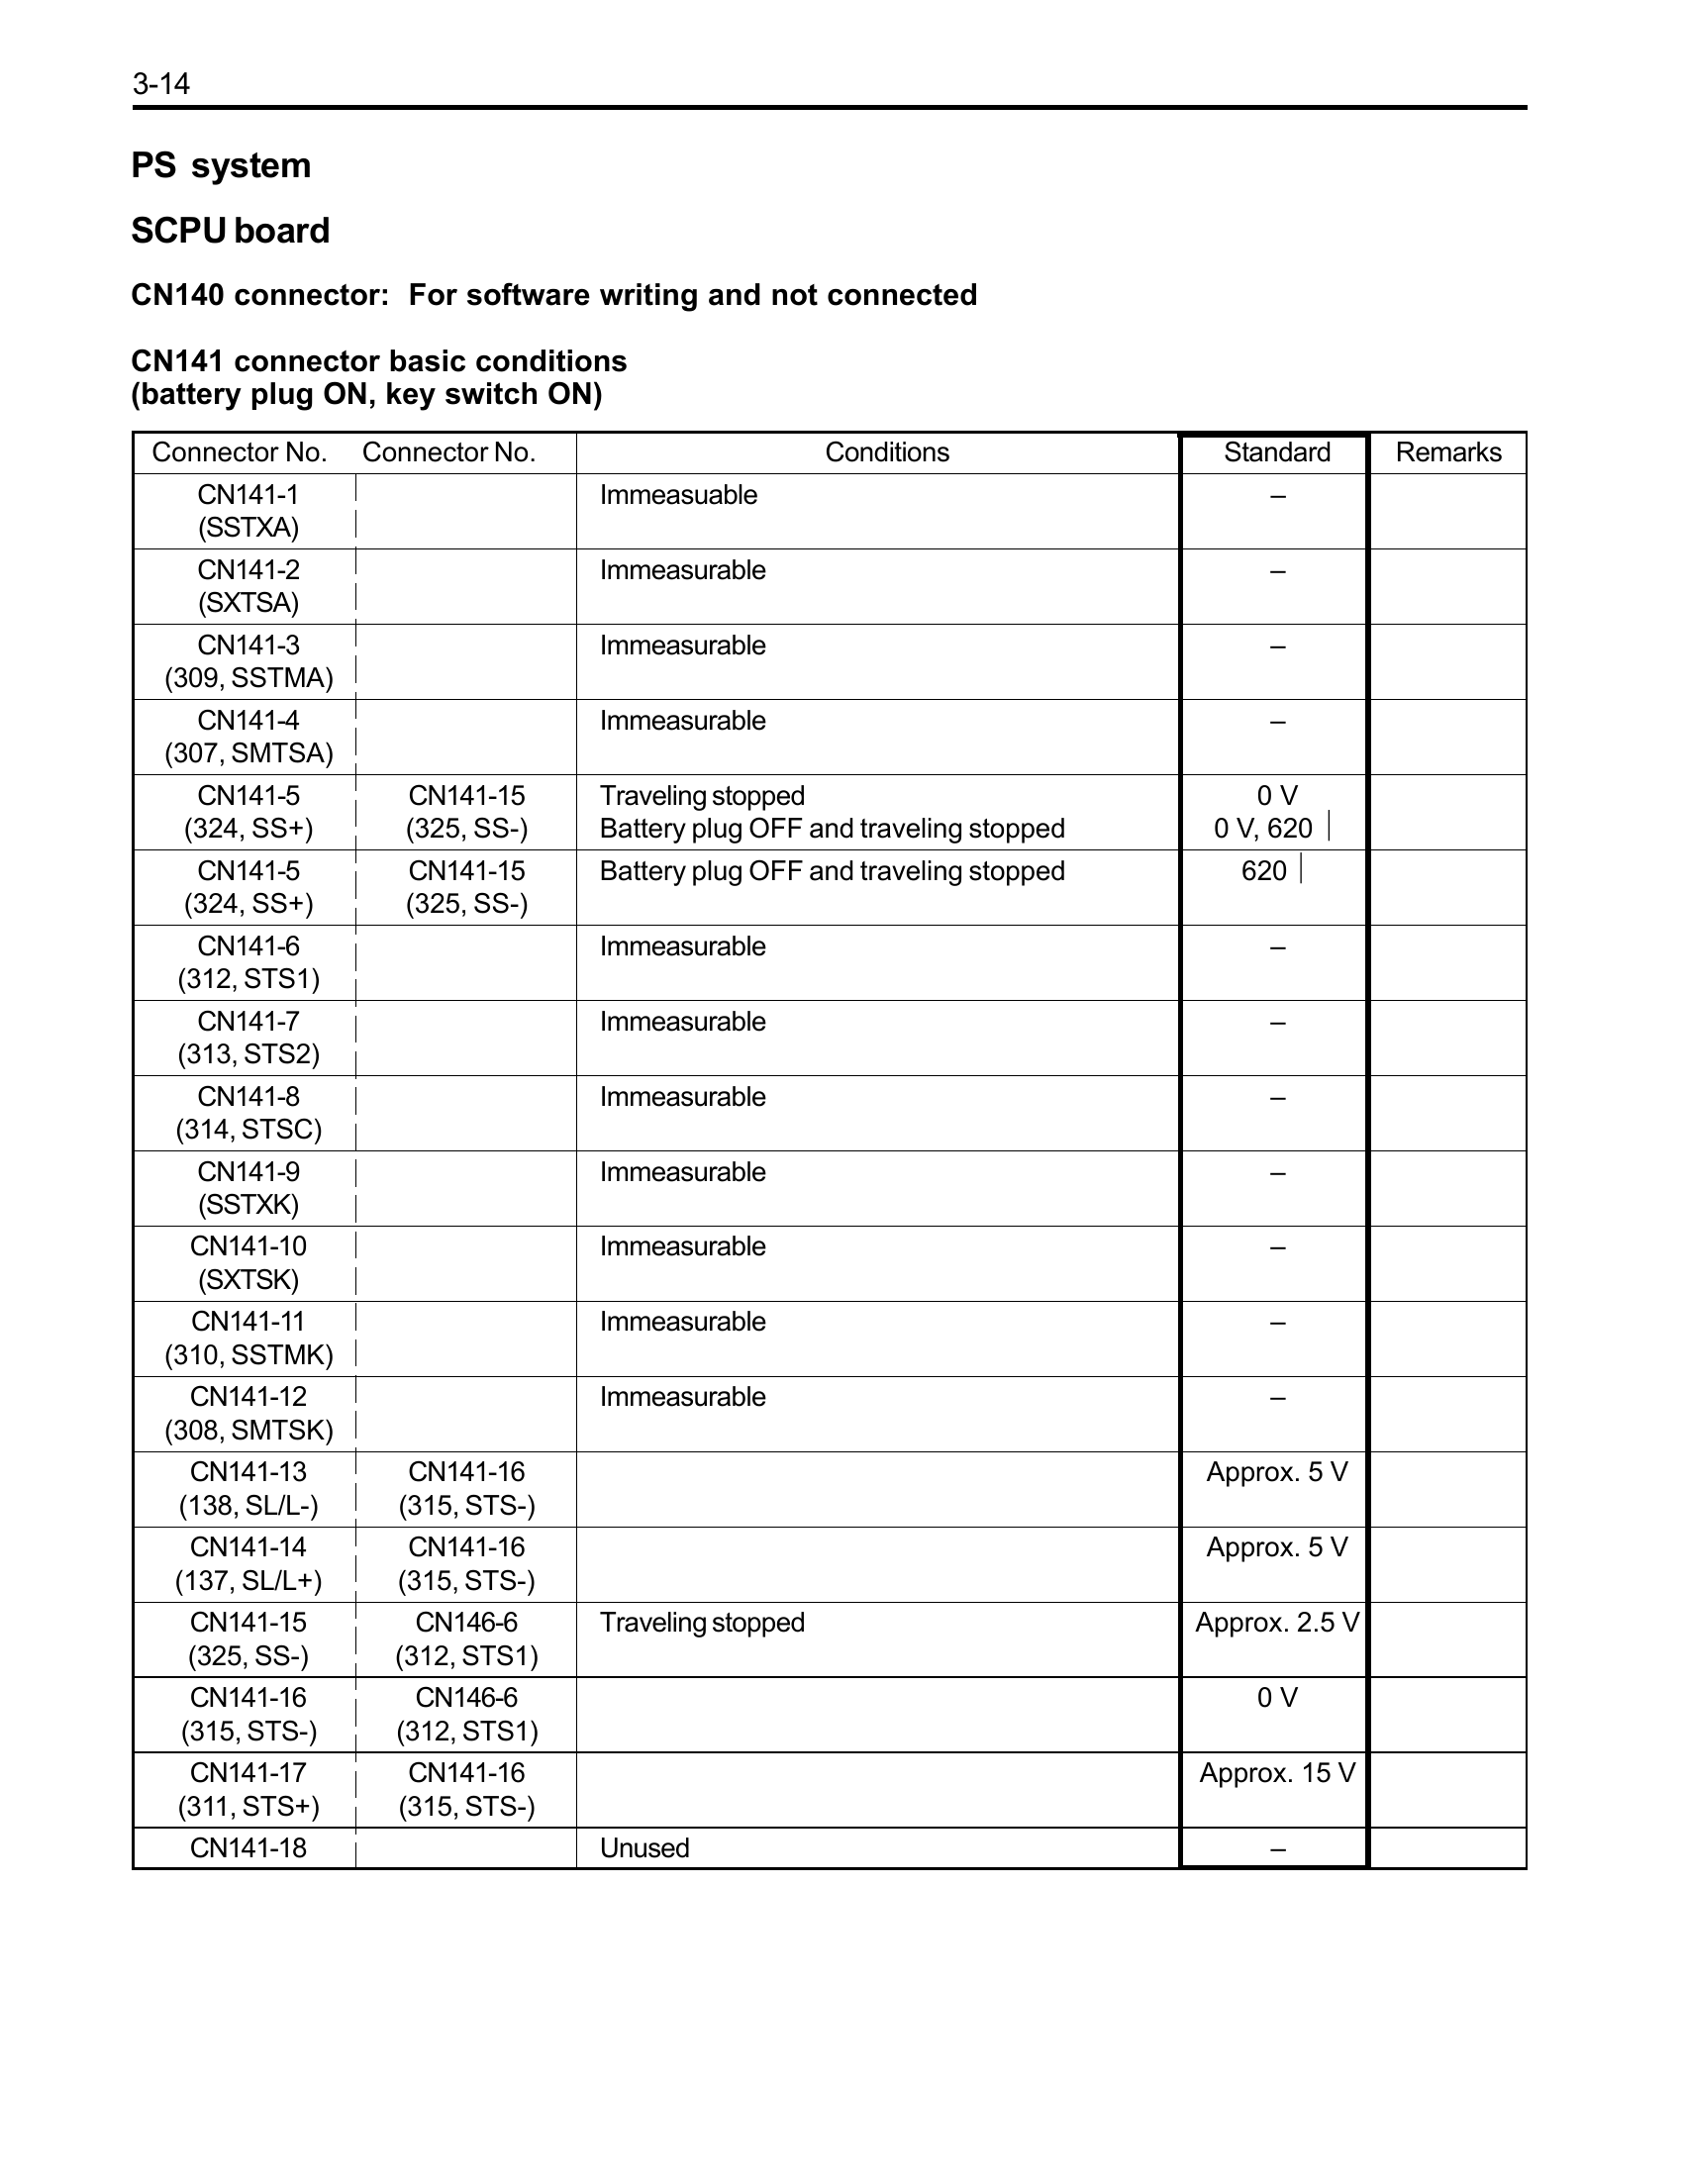 3-14
PS system
SCPU board
CN140 connector: For software writing and not connected
CN141 connector basic conditions
(battery plug ON, key switch ON)
Connector No. Connector No. Conditions Standard Remarks
CN141-1 Immeasuable –
(SSTXA)
CN141-2 Immeasurable –
(SXTSA)
CN141-3 Immeasurable –
(309, SSTMA)
CN141-4 Immeasurable –
(307, SMTSA)
CN141-5 CN141-15 Traveling stopped 0 V
(324, SS+) (325, SS-) Battery plug OFF and traveling stopped 0 V, 620 |
CN141-5 CN141-15 Battery plug OFF and traveling stopped 620 |
(324, SS+) (325, SS-)
CN141-6 Immeasurable –
(312, STS1)
CN141-7 Immeasurable –
(313, STS2)
CN141-8 Immeasurable –
(314, STSC)
CN141-9 Immeasurable –
(SSTXK)
CN141-10 Immeasurable –
(SXTSK)
CN141-11 Immeasurable –
(310, SSTMK)
CN141-12 Immeasurable –
(308, SMTSK)
CN141-13 CN141-16 Approx. 5 V
(138, SL/L-) (315, STS-)
CN141-14 CN141-16 Approx. 5 V
(137, SL/L+) (315, STS-)
CN141-15 CN146-6 Traveling stopped Approx. 2.5 V
(325, SS-) (312, STS1)
CN141-16 CN146-6 0 V
(315, STS-) (312, STS1)
CN141-17 CN141-16 Approx. 15 V
(311, STS+) (315, STS-)
CN141-18 Unused –